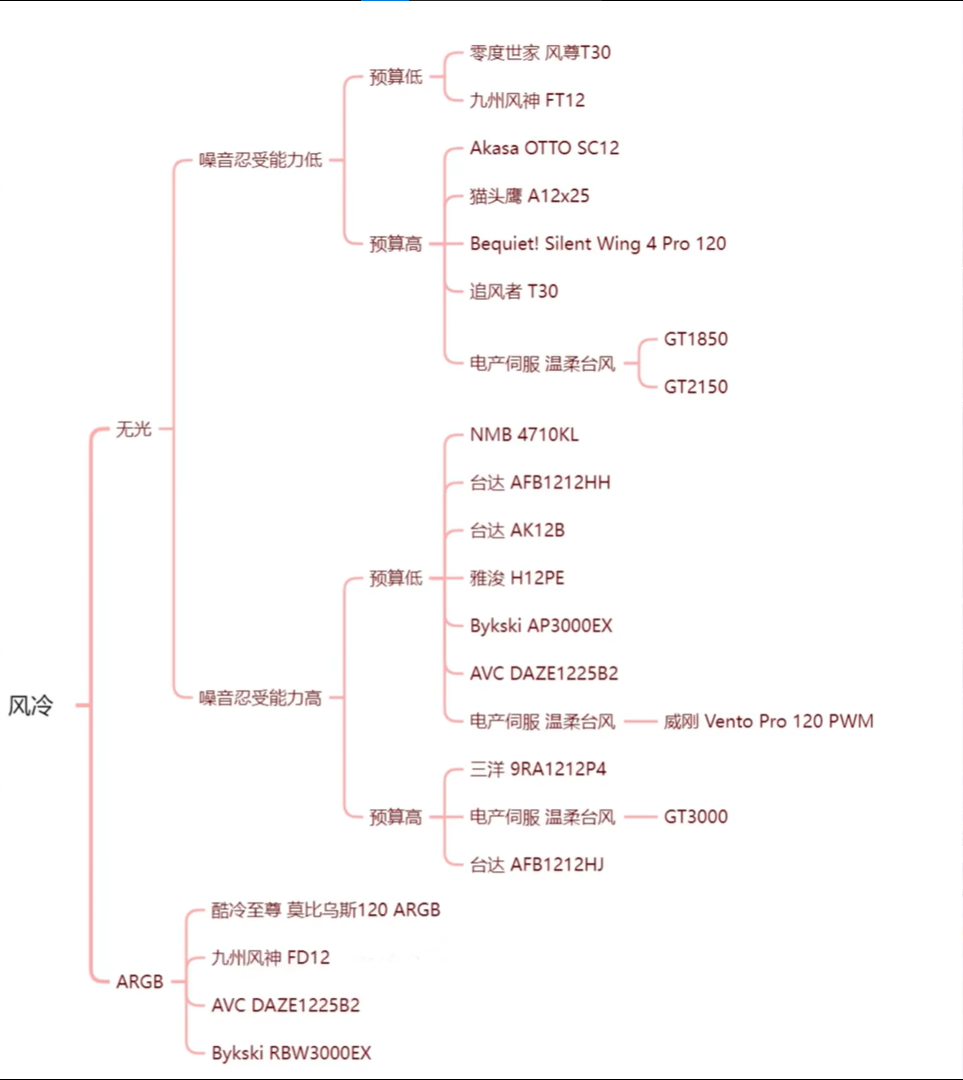 零度世家 风尊T30
预算低
九州风神 FT12
Akasa OTTO SC12
噪音忍受能力低
猫头鹰 A12x25
预算高
Bequiet! Silent Wing 4 Pro 120
追风者 T30
GT1850
电产伺服 温柔台风
GT2150
无光
NMB 4710KL
台达 AFB1212HH
台达 AK12B
预算低
雅浚 H12PE
Bykski AP3000EX
AVC DAZE1225B2
噪音忍受能力高
风冷
电产伺服 温柔台风
威刚 Vento Pro 120 PWM
三洋 9RA1212P4
预算高
电产伺服 温柔台风
GT3000
台达 AFB1212HJ
酷冷至尊 莫比乌斯120 ARGB
九州风神 FD12
ARGB
AVC DAZE1225B2
Bykski RBW3000EX